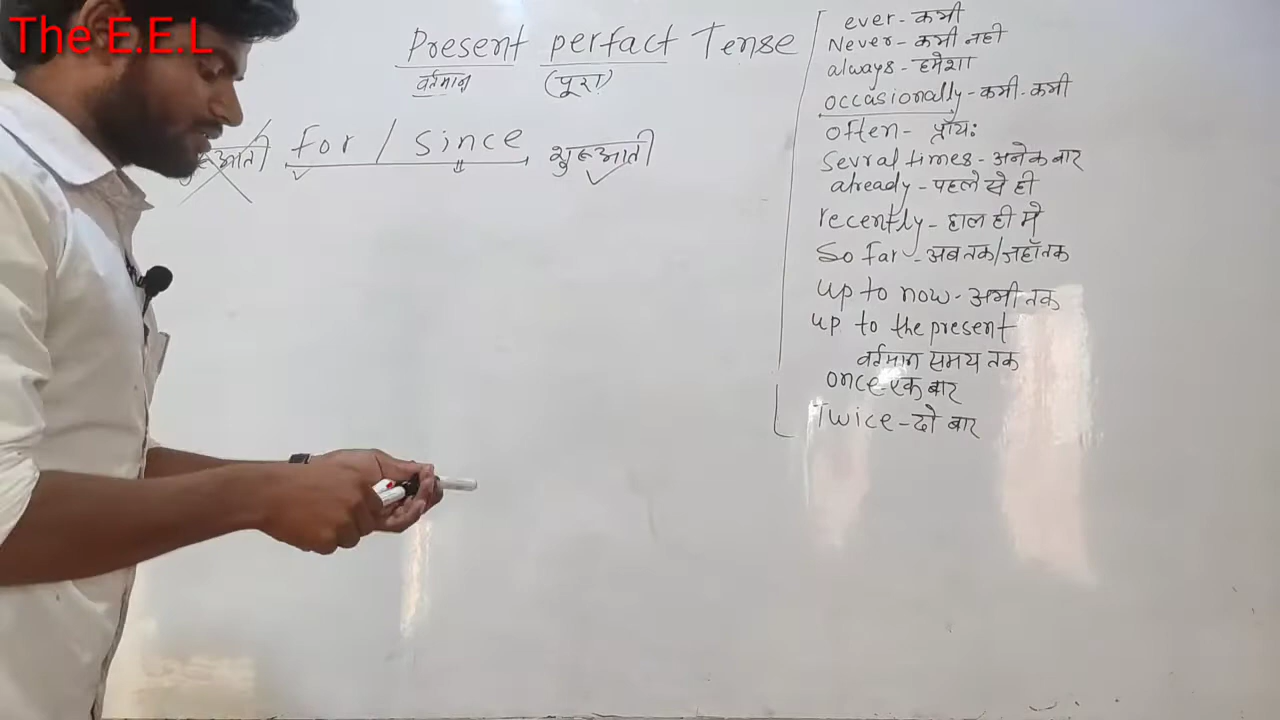 The E.E.L
Present perfact Tense
वर्तमान (पूरा)
शुरूआती For / Since शुरूआती
ever - कभी
Never - कभी नही
always - हमेशा
occasionally - कभी-कभी
often - प्रॉय:
Sevral times - अनेक बार
already - पहले से ही
recently - हाल ही मे
So far - अब तक/जहाँ तक
up to now - अभी तक
up to the present
वर्तमान समय तक
once - एक बार
Twice - दो बार